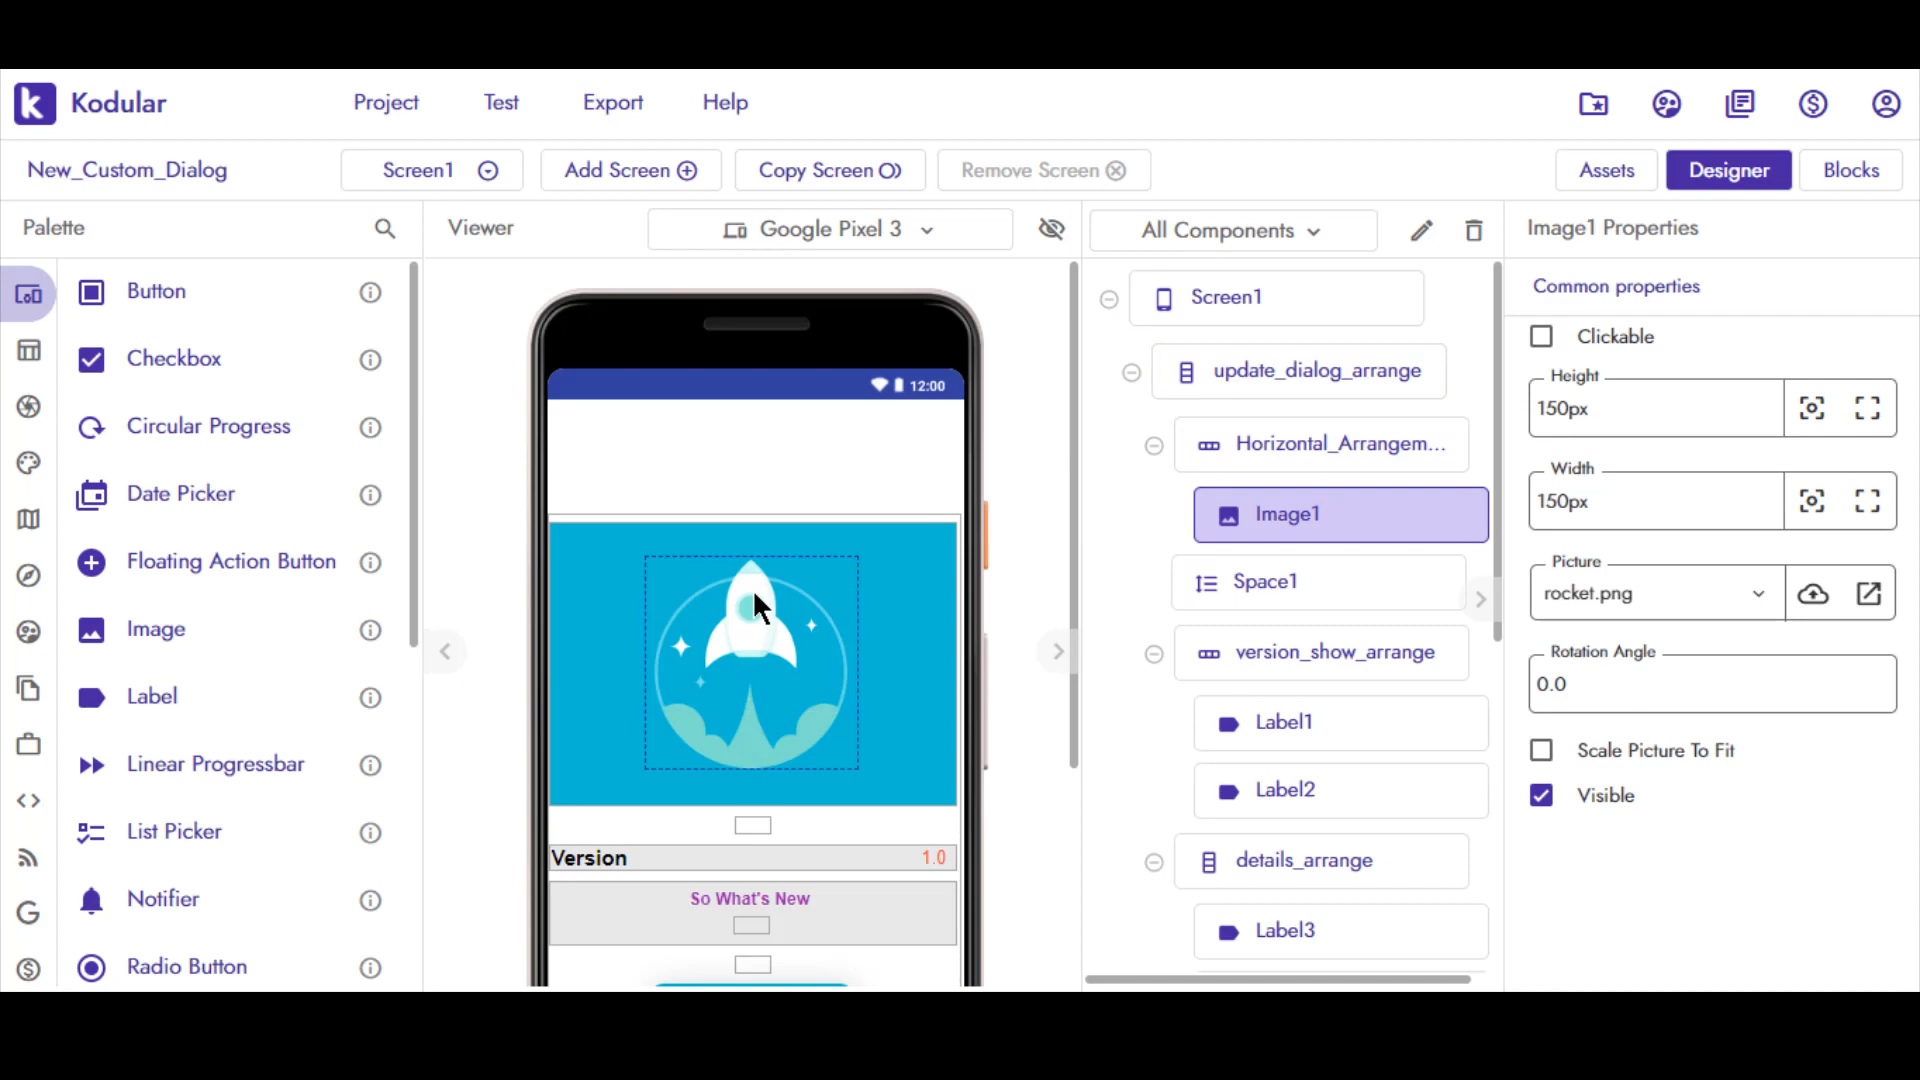 Kodular
Project
Test
Export
Help
New_Custom_Dialog
Screen1
Add Screen
Copy Screen
Remove Screen
Assets
Designer
Blocks
Palette
Viewer
Google Pixel 3
All Components
Image1 Properties
Button
Checkbox
Circular Progress
Date Picker
Floating Action Button
Image
Label
Linear Progressbar
List Picker
Notifier
Radio Button
12:00
Version
1.0
So What's New
Screen1
update_dialog_arrange
Horizontal_Arrangem...
Image1
Space1
version_show_arrange
Label1
Label2
details_arrange
Label3
Common properties
Clickable
Height
150px
Width
150px
Picture
rocket.png
Rotation Angle
0.0
Scale Picture To Fit
Visible